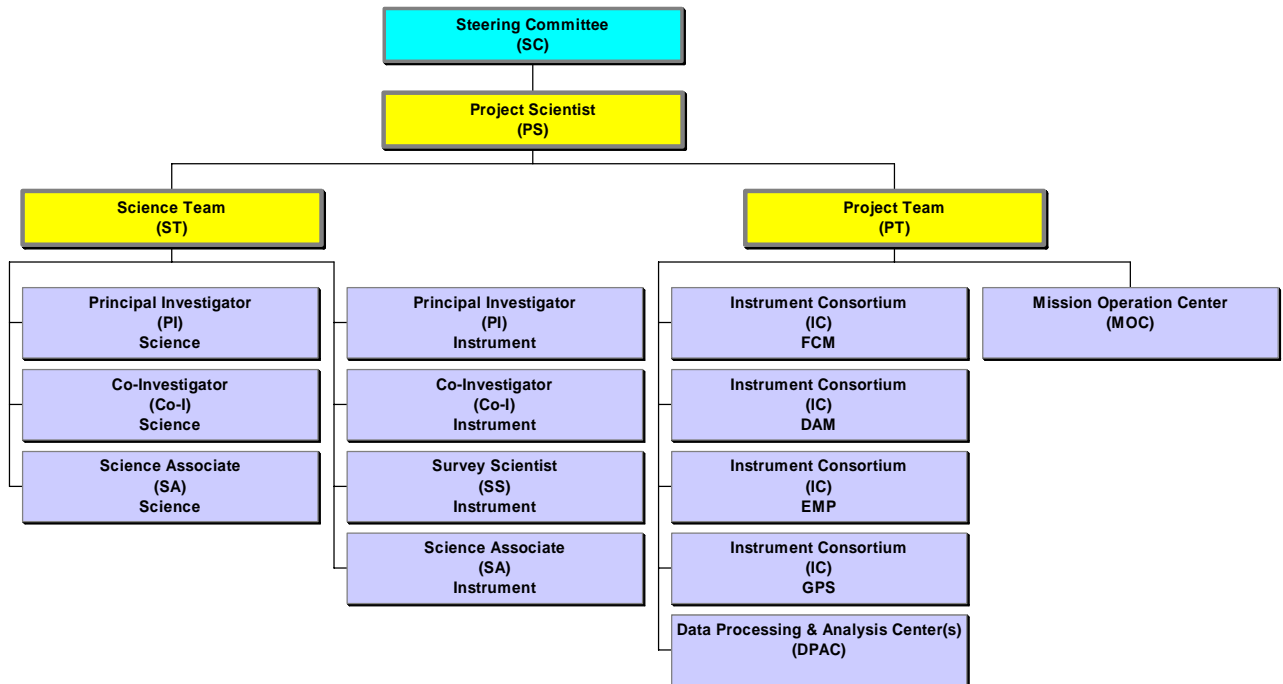 Steering Committee
(SC)
Project Scientist
(PS)
Science Team
(ST)
Project Team
(PT)
Principal Investigator
(PI)
Science
Principal Investigator
(PI)
Instrument
Instrument Consortium
(IC)
FCM
Mission Operation Center
(MOC)
Co-Investigator
(Co-I)
Science
Co-Investigator
(Co-I)
Instrument
Instrument Consortium
(IC)
DAM
Science Associate
(SA)
Science
Survey Scientist
(SS)
Instrument
Instrument Consortium
(IC)
EMP
Science Associate
(SA)
Instrument
Instrument Consortium
(IC)
GPS
Data Processing & Analysis Center(s)
(DPAC)